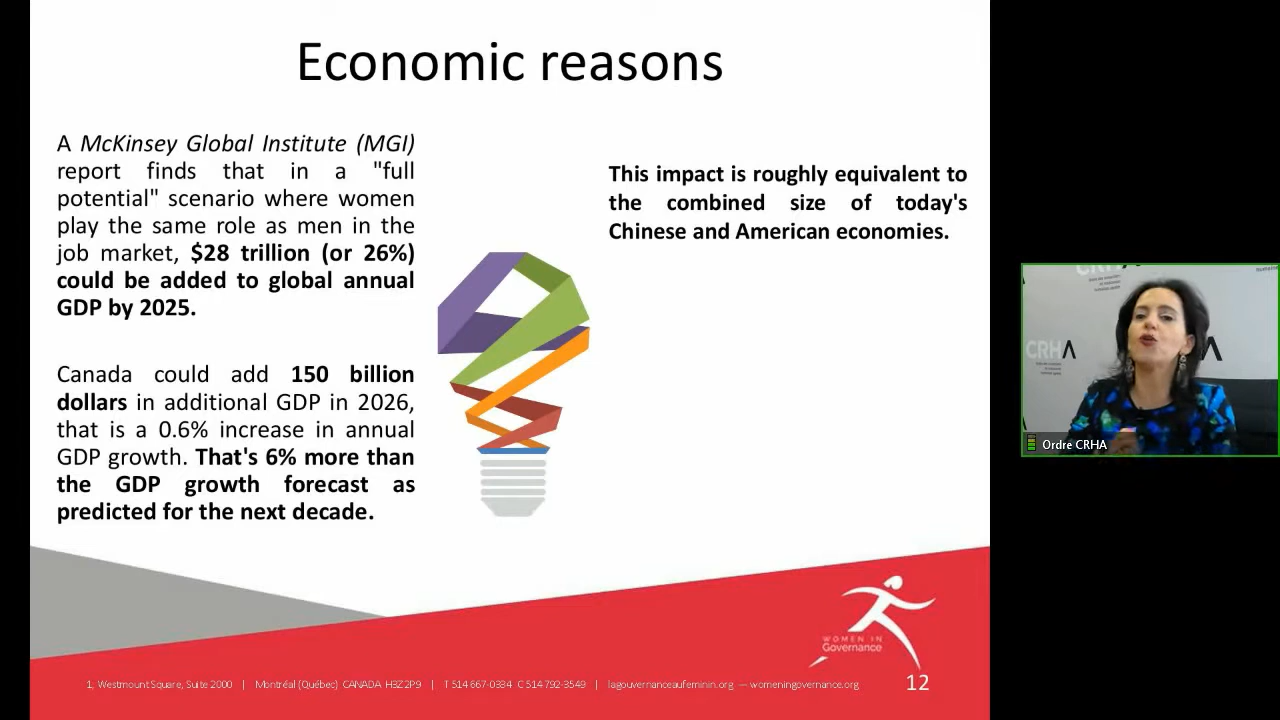 Economic reasons
A McKinsey Global Institute (MGI)
report finds that in a "full
potential" scenario where women
play the same role as men in the
job market, $28 trillion (or 26%)
could be added to global annual
GDP by 2025.
Canada could add 150 billion
dollars in additional GDP in 2026,
that is a 0.6% increase in annual
GDP growth. That's 6% more than
the GDP growth forecast as
predicted for the next decade.
This impact is roughly equivalent to
the combined size of today's
Chinese and American economies.
CRHA
Ordre CRHA
WOMEN IN
Governance
1, Westmount Square, Suite 2000 | Montréal (Québec) CANADA H3Z 2P9 | T 514 667-0334 C 514 792-3549 | lagouvernanceaufeminin.org — womeningovernance.org
12